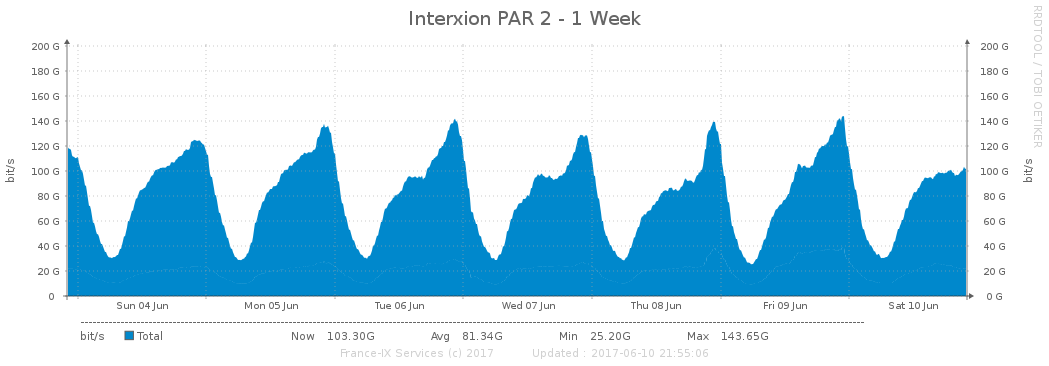 Interxion PAR 2 - 1 Week
RRDTOOL / TOBI OETIKER
200 G 200 G
180 G 180 G
160 G 160 G
140 G 140 G
120 G 120 G
100 G 100 G
80 G 80 G
60 G 60 G
40 G 40 G
20 G 20 G
0 0 G
bit/s
bit/s
Sun 04 Jun Mon 05 Jun Tue 06 Jun Wed 07 Jun Thu 08 Jun Fri 09 Jun Sat 10 Jun
bit/s Total Now 103.30G Avg 81.34G Min 25.20G Max 143.65G
France-IX Services (c) 2017 Updated : 2017-06-10 21:55:06